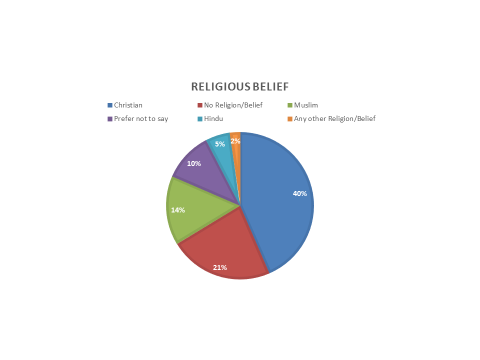 RELIGIOUS BELIEF
Christian No Religion/Belief Muslim
Prefer not to say Hindu Any other Religion/Belief
2%
5%
10%
40%
14%
21%